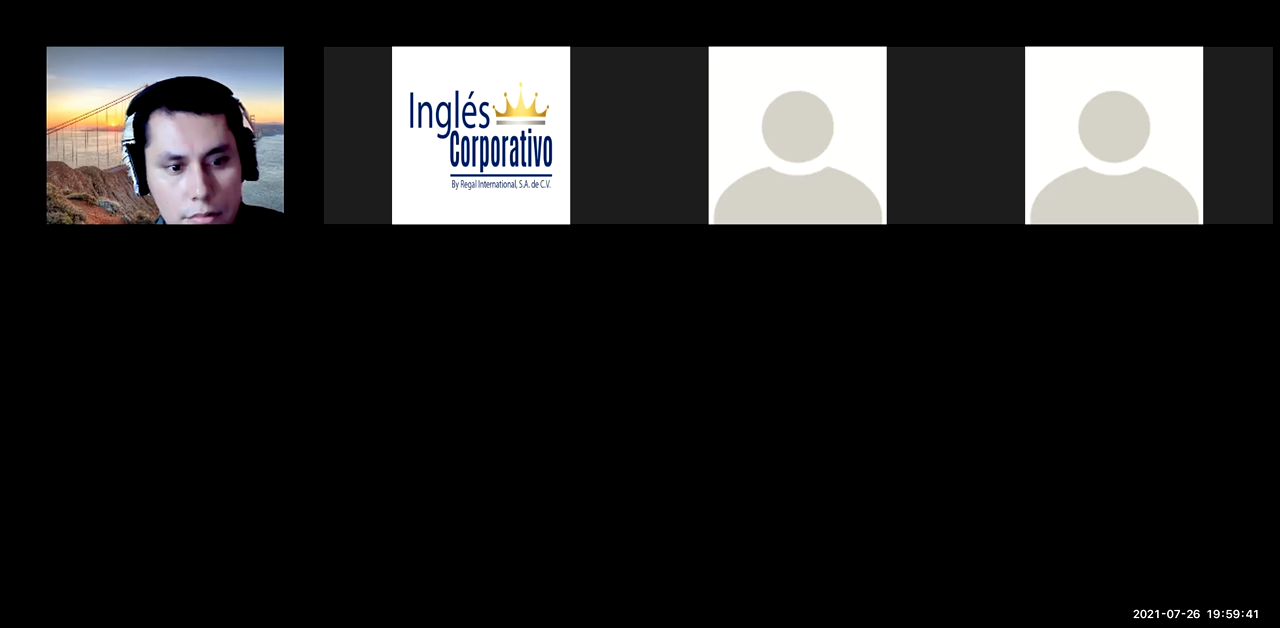 Inglés
Corporativo
By Regal International, S.A. de C.V.
2021-07-26 19:59:41